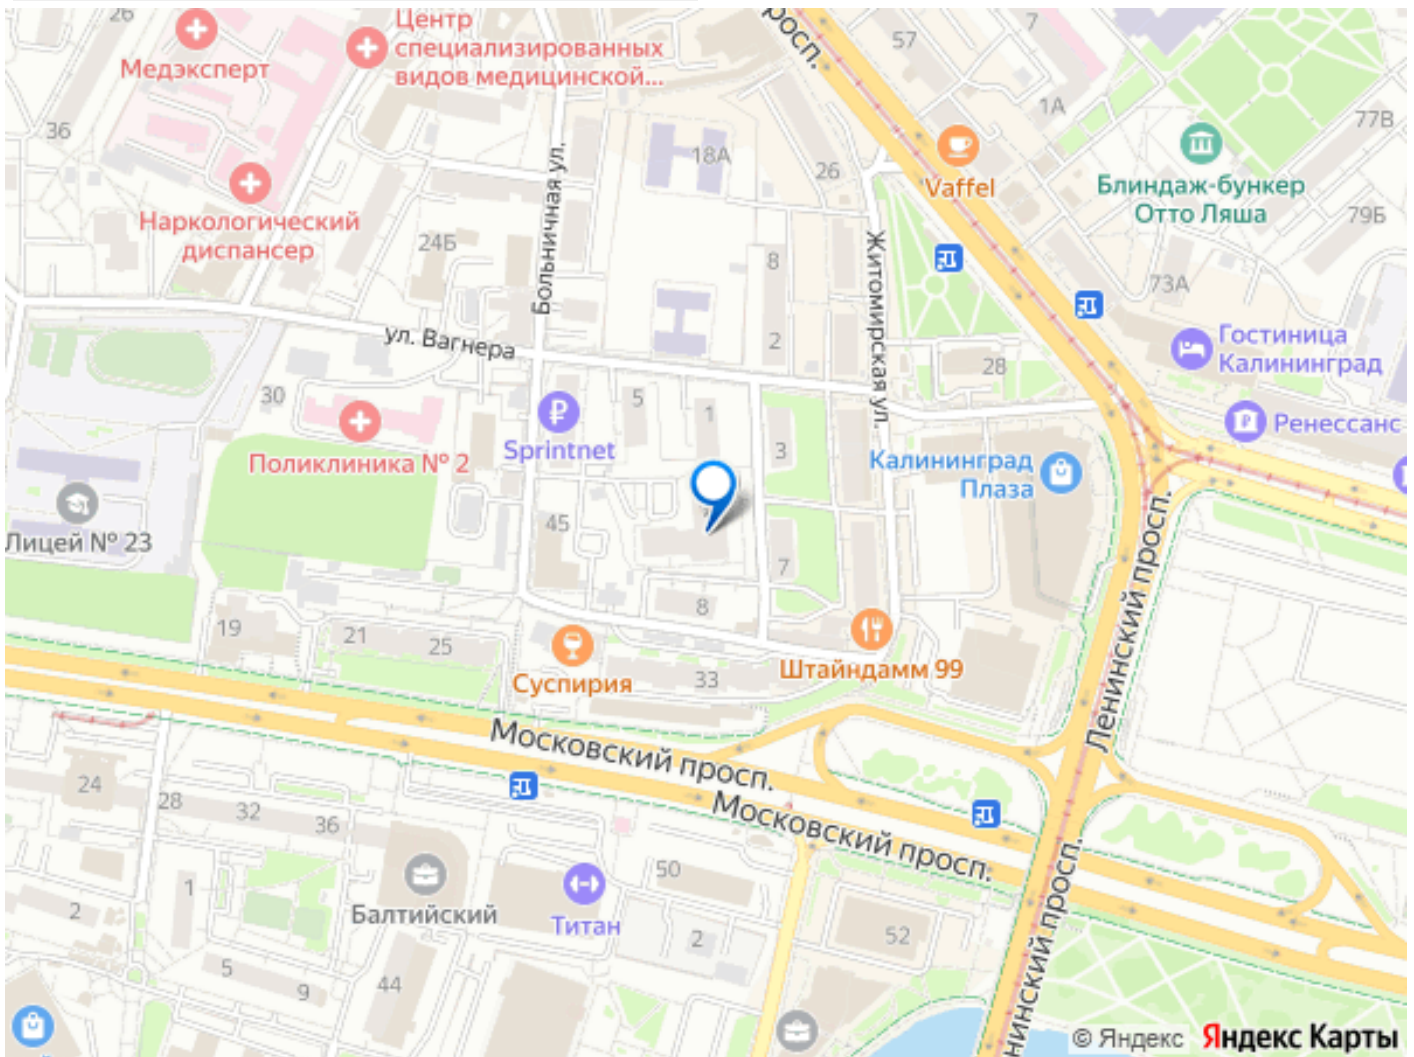 26
Центр
специализированных
видов медицинской...
Медэксперт
просп.
57
7
1А
77В
36
18А
26
Vaffel
Блиндаж-бункер
Отто Ляша
79Б
Наркологический
диспансер
24Б
Больничная ул.
8
Житомирская ул.
73А
ул. Вагнера
2
28
Гостиница
Калининград
30
5
1
Sprintnet
3
Ренессанс
Поликлиника № 2
Калининград
Плаза
Лицей № 23
45
7
Ленинский просп.
19
21
25
8
Суспирия
33
Штайндамм 99
Московский просп.
Московский просп.
24
28
32
36
50
1
2
Балтийский
Титан
2
52
5
9
44
нинский просп.
© Яндекс Яндекс Карты